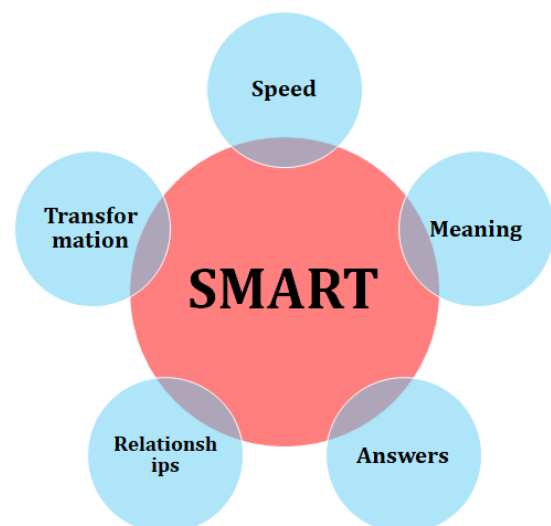 Speed
Transfor
mation
Meaning
SMART
Relationsh
ips
Answers